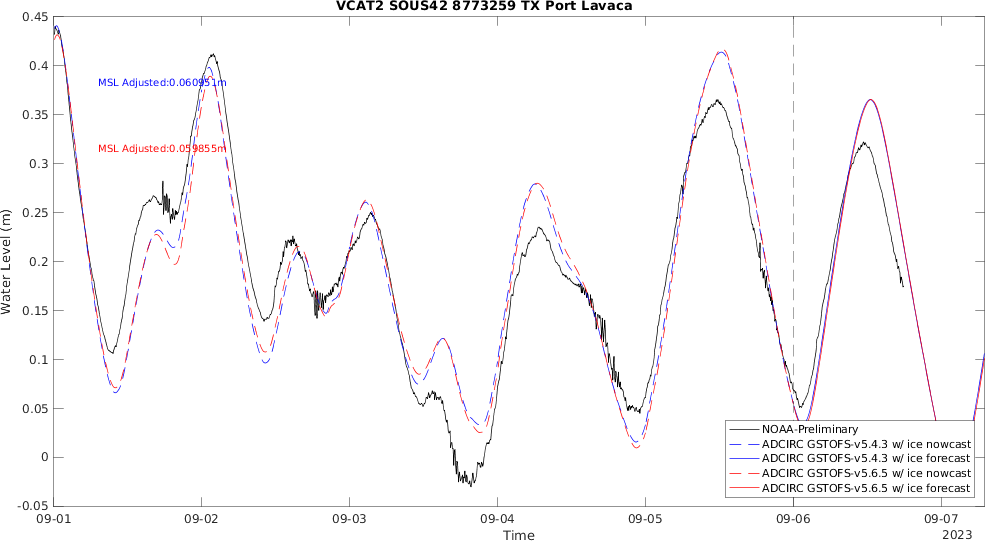 VCAT2 SOUS42 8773259 TX Port Lavaca
0.45
0.4
0.35
0.3
0.25
0.2
0.15
0.1
0.05
0
-0.05
Water Level (m)
MSL Adjusted:0.060951m
MSL Adjusted:0.059855m
NOAA-Preliminary
ADCIRC GSTOFS-v5.4.3 w/ ice nowcast
ADCIRC GSTOFS-v5.4.3 w/ ice forecast
ADCIRC GSTOFS-v5.6.5 w/ ice nowcast
ADCIRC GSTOFS-v5.6.5 w/ ice forecast
09-01 09-02 09-03 09-04 09-05 09-06 09-07
Time
2023